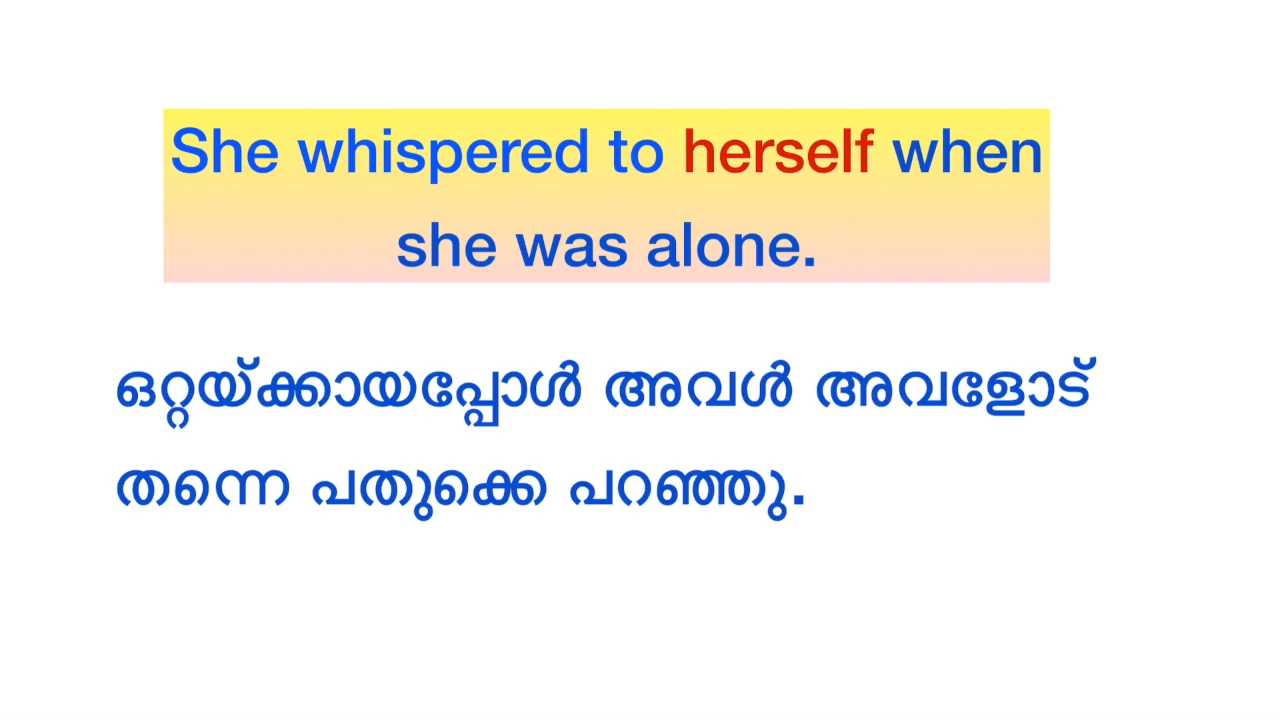 She whispered to herself when
she was alone.
ഒറ്റയ്ക്കായപ്പോൾ അവൾ അവളോട്
തന്നെ പതുക്കെ പറഞ്ഞു.